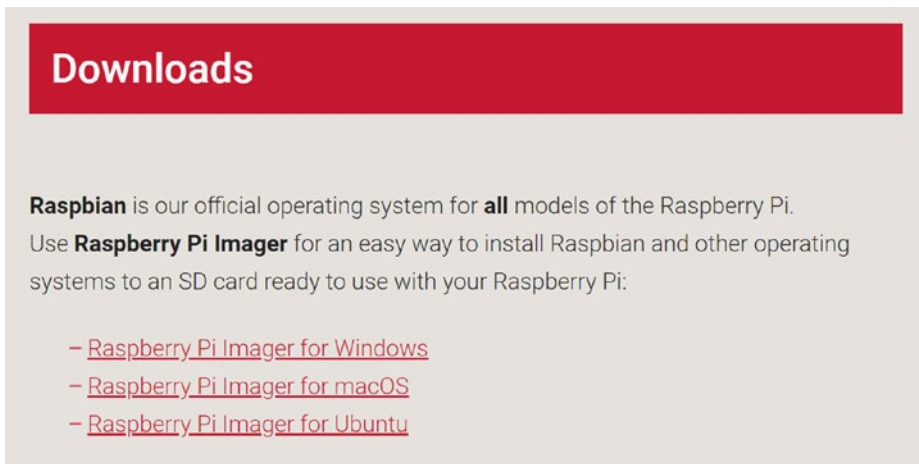 Downloads
Raspbian is our official operating system for all models of the Raspberry Pi.
Use Raspberry Pi Imager for an easy way to install Raspbian and other operating
systems to an SD card ready to use with your Raspberry Pi:
– Raspberry Pi Imager for Windows
– Raspberry Pi Imager for macOS
– Raspberry Pi Imager for Ubuntu